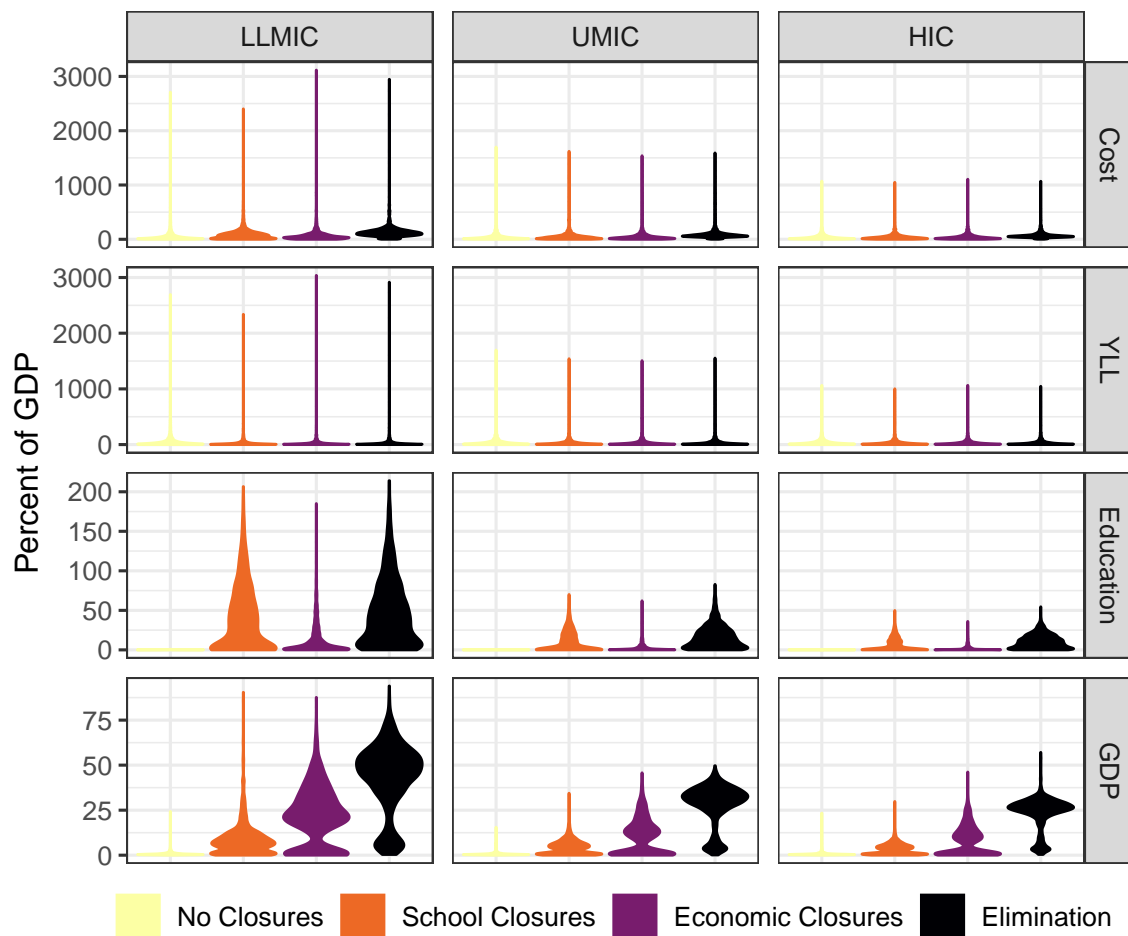 LLMIC UMIC HIC
Percent of GDP
3000
2000
1000
0
Cost
3000
2000
1000
0
YLL
200
150
100
50
0
Education
75
50
25
0
GDP
No Closures School Closures Economic Closures Elimination